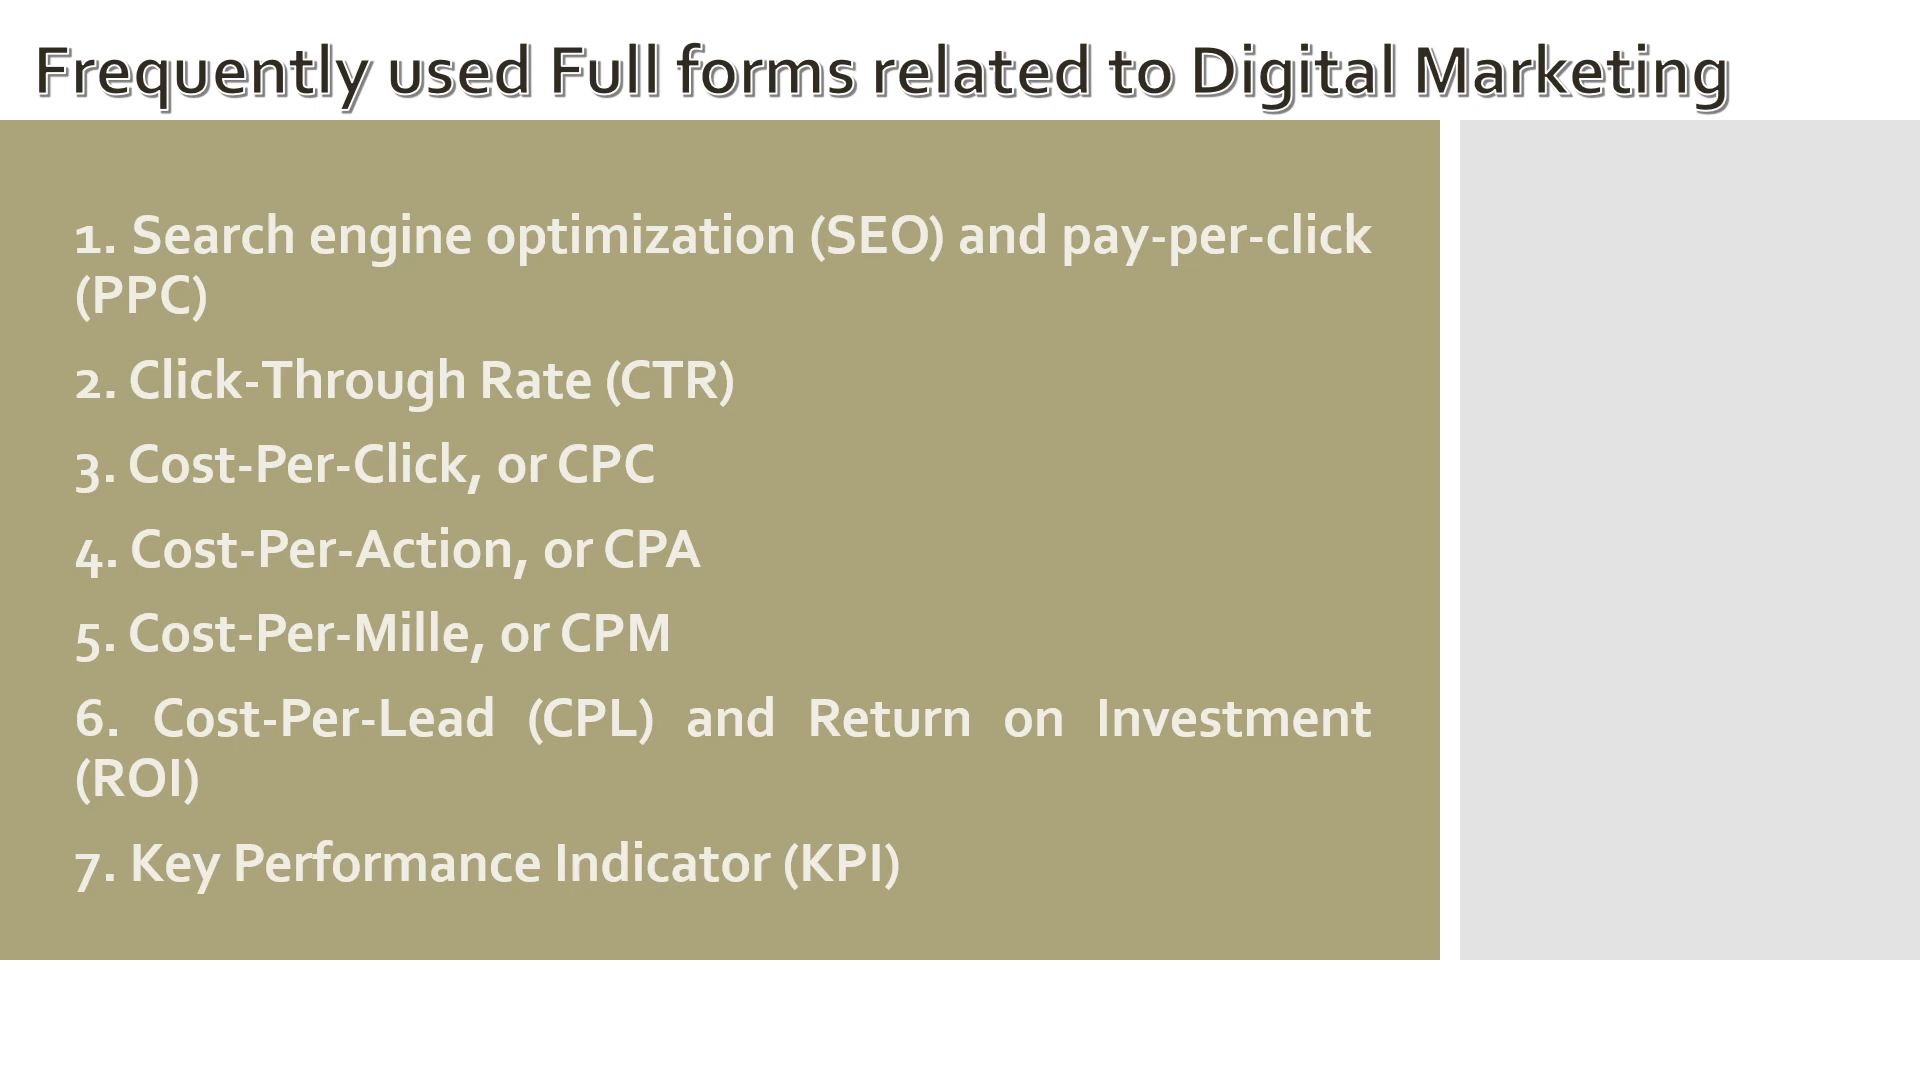 Frequently used Full forms related to Digital Marketing
1. Search engine optimization (SEO) and pay-per-click
(PPC)
2. Click-Through Rate (CTR)
3. Cost-Per-Click, or CPC
4. Cost-Per-Action, or CPA
5. Cost-Per-Mille, or CPM
6. Cost-Per-Lead (CPL) and Return on Investment
(ROI)
7. Key Performance Indicator (KPI)